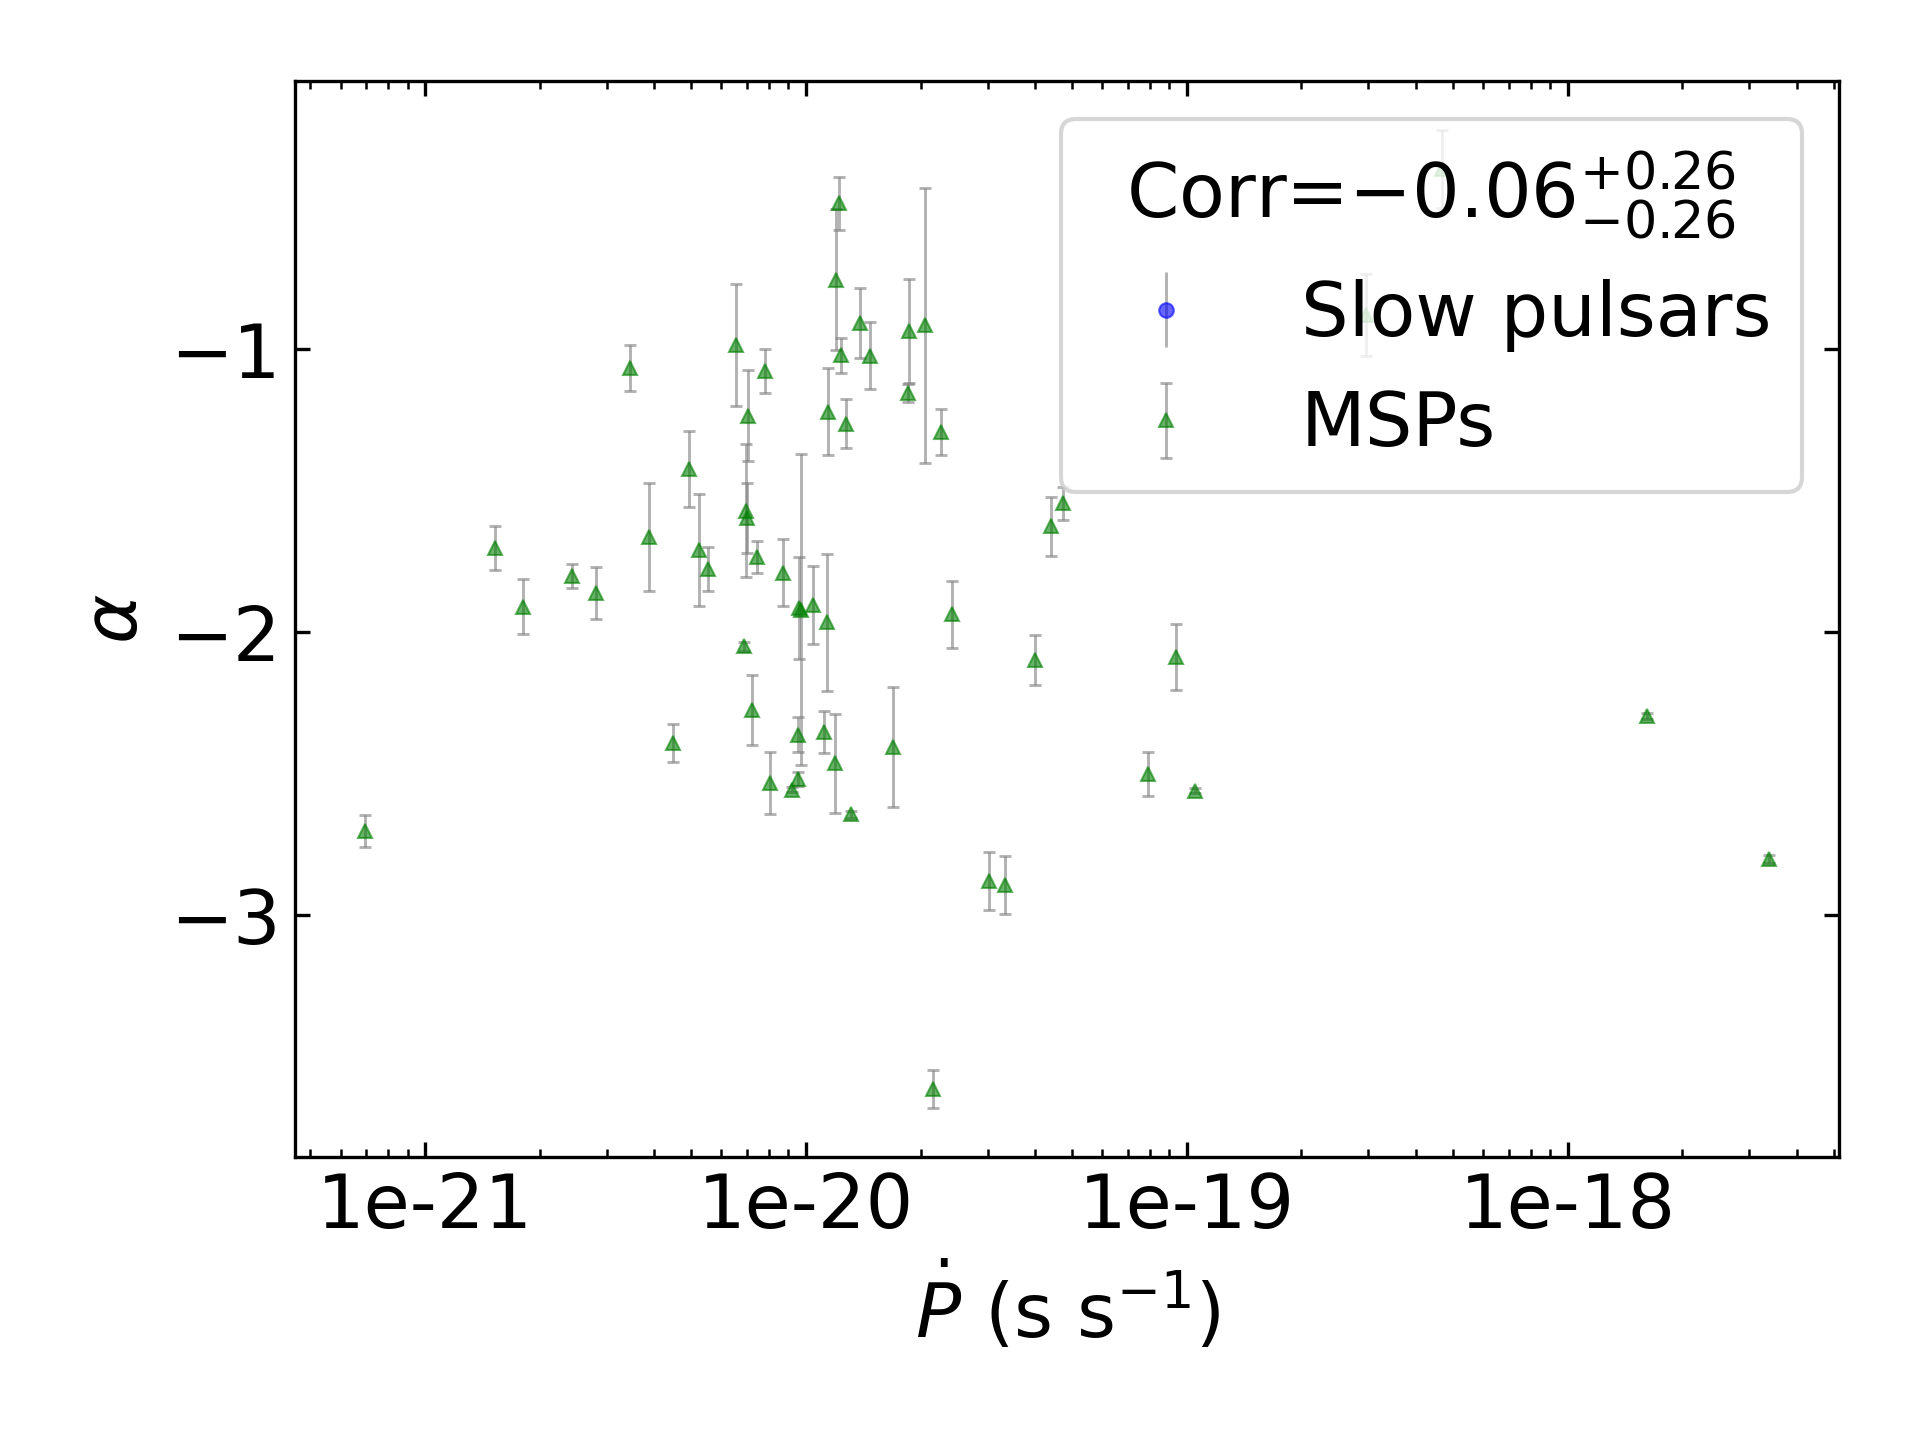 Corr=−0.06 +0.26 −0.26
Slow pulsars
MSPs
α
−1
−2
−3
1e-21 1e-20 1e-19 1e-18
Ṗ (s s⁻¹)